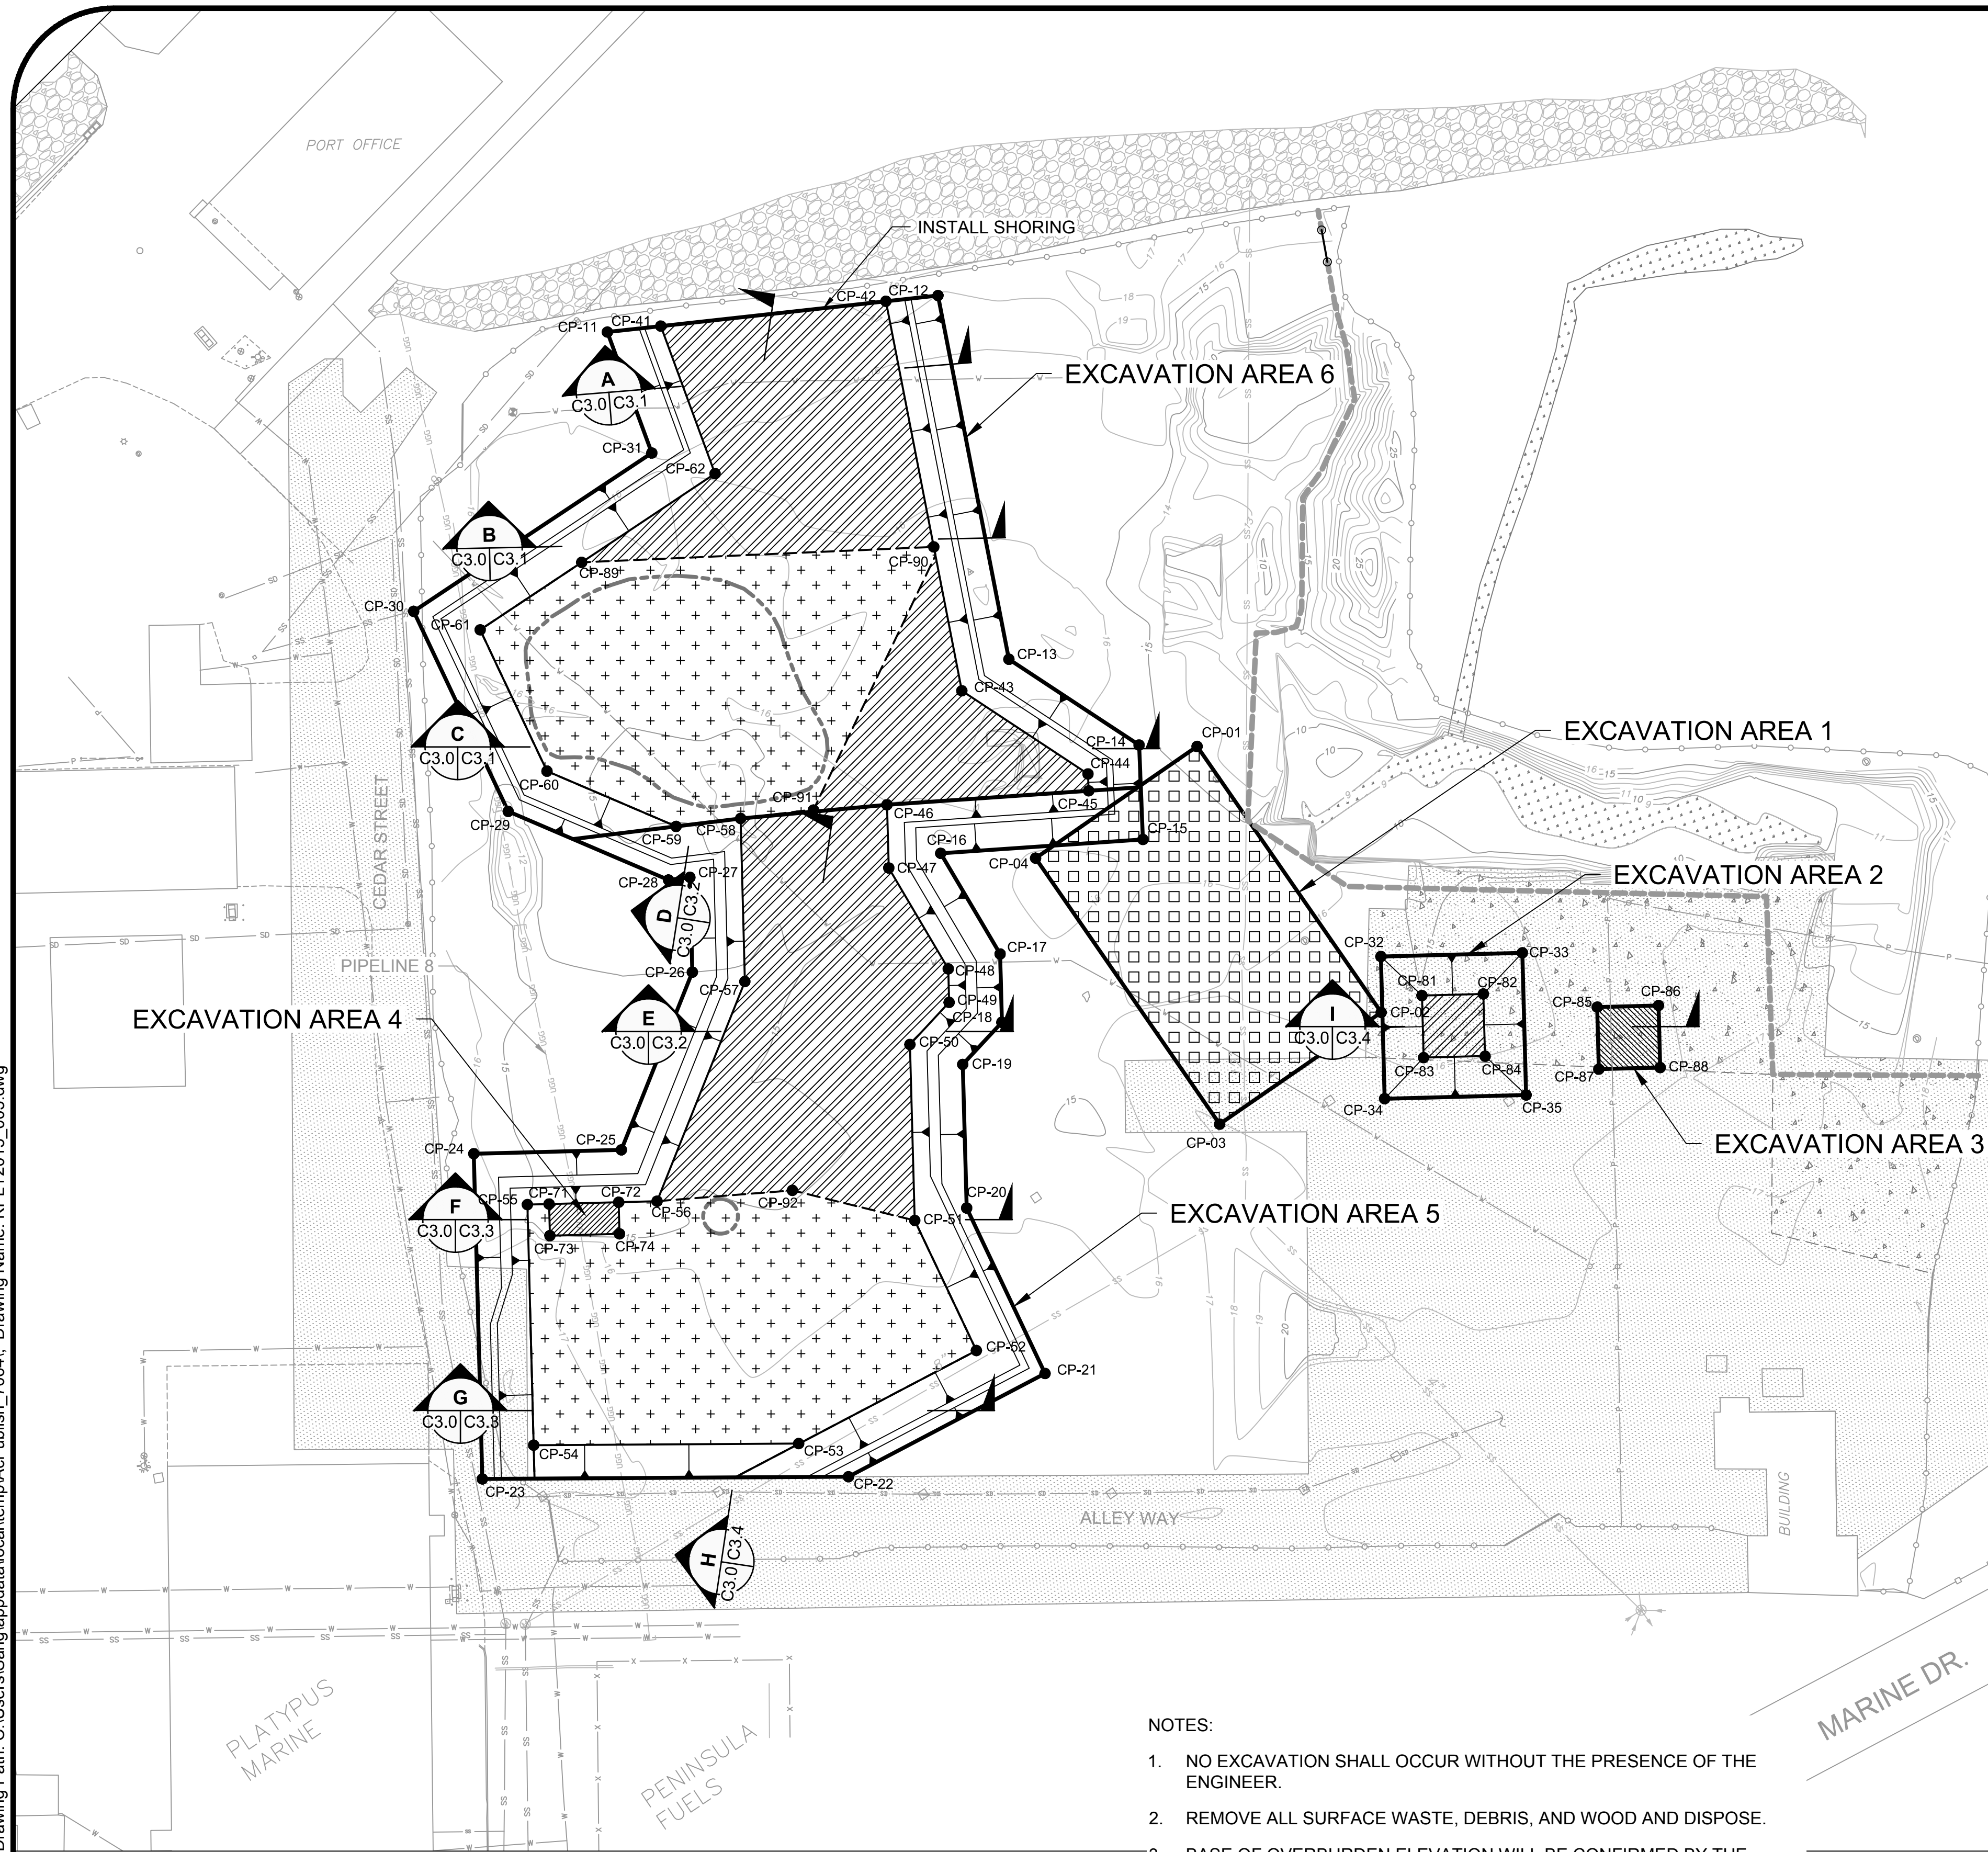 PORT OFFICE
INSTALL SHORING
CP-42
CP-12
CP-11
CP-41
EXCAVATION AREA 6
A
C3.0 C3.1
CP-31
CP-62
B
C3.0 C3.1
CP-89
CP-90
CP-30
CP-61
CP-13
CP-43
C
C3.0 C3.1
CP-14
CP-01
EXCAVATION AREA 1
CP-44
CP-60
CP-45
CP-91
CP-46
CP-29
CP-59
CP-58
CP-15
CP-16
CP-04
CP-47
CP-27
CP-28
EXCAVATION AREA 2
CEDAR STREET
D
C3.0 C3.2
CP-17
CP-32
CP-33
PIPELINE 8
CP-26
CP-57
CP-48
CP-81
CP-82
CP-49
CP-85
CP-86
EXCAVATION AREA 4
E
C3.0 C3.2
CP-18
CP-02
I
C3.0 C3.4
CP-50
CP-19
CP-83
CP-84
CP-87
CP-88
CP-34
CP-35
CP-03
EXCAVATION AREA 3
CP-24
CP-25
F
C3.0 C3.3
CP-55
CP-71
CP-72
CP-56
CP-92
CP-20
CP-51
EXCAVATION AREA 5
CP-73
CP-74
CP-52
CP-21
G
C3.0 C3.3
CP-54
CP-53
CP-23
CP-22
ALLEY WAY
BUILDING
H
C3.0 C3.4
PLATYPUS
MARINE
PENINSULA
FUELS
MARINE DR.
NOTES:
1. NO EXCAVATION SHALL OCCUR WITHOUT THE PRESENCE OF THE
ENGINEER.
2. REMOVE ALL SURFACE WASTE, DEBRIS, AND WOOD AND DISPOSE.
3. BASE OF OVERBURDEN ELEVATION WILL BE CONFIRMED BY THE